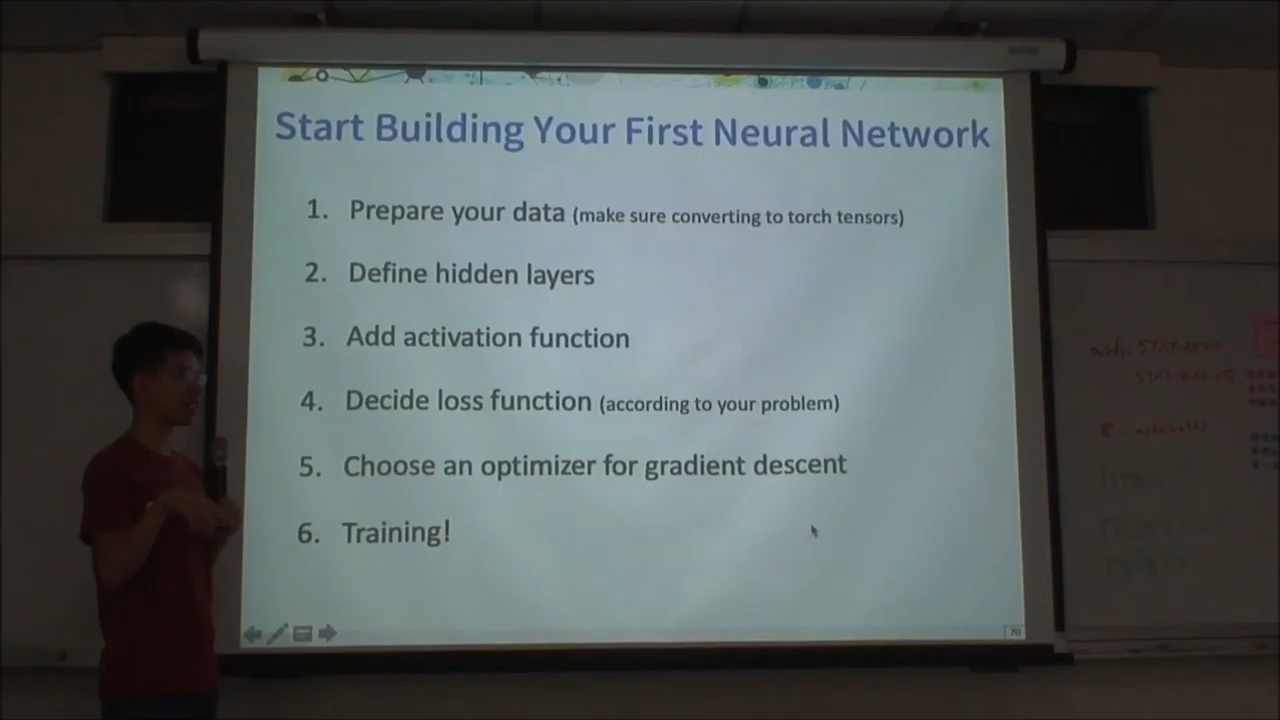 Start Building Your First Neural Network
1. Prepare your data (make sure converting to torch tensors)
2. Define hidden layers
3. Add activation function
4. Decide loss function (according to your problem)
5. Choose an optimizer for gradient descent
6. Training!
70